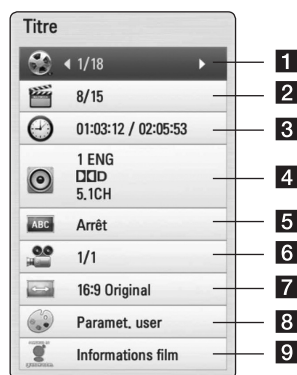 Titre
1/18
1
8/15
2
01:03:12 / 02:05:53
3
1 ENG
D
5.1CH
4
ABC
Arrêt
5
1/1
6
16:9 Original
7
Paramet. user
8
Informations film
9